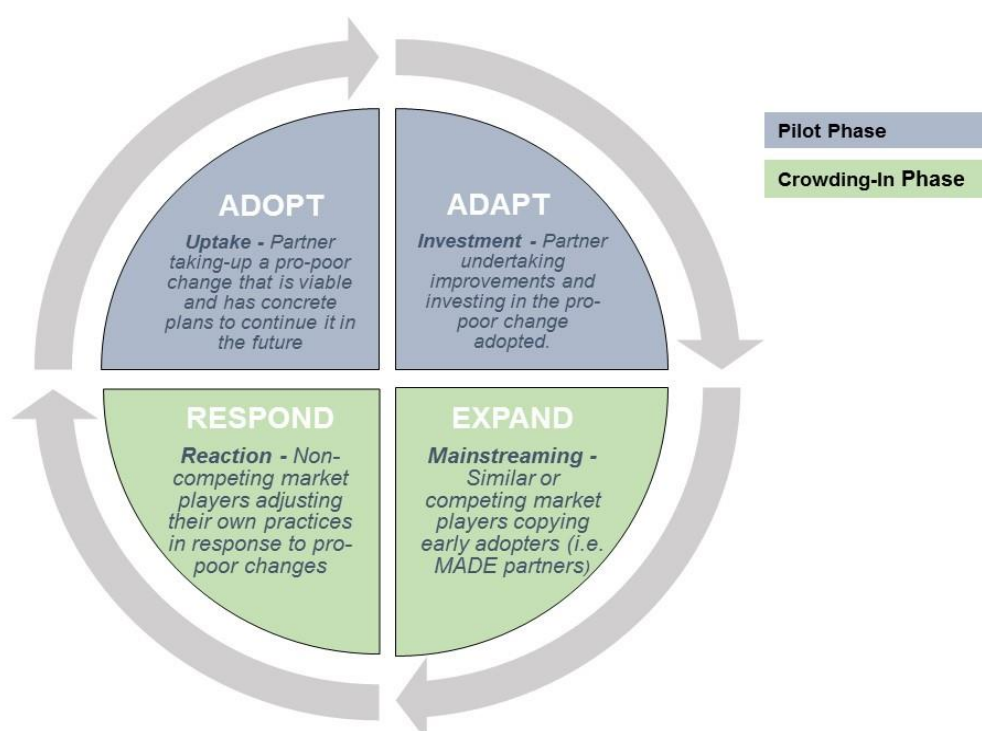 ADOPT
Uptake - Partner
taking-up a pro-poor
change that is viable
and has concrete
plans to continue it in
the future
ADAPT
Investment - Partner
undertaking
improvements and
investing in the pro-
poor change
adopted.
RESPOND
Reaction - Non-
competing market
players adjusting
their own practices
in response to pro-
poor changes
EXPAND
Mainstreaming -
Similar or
competing market
players copying
early adopters (i.e.
MADE partners)
Pilot Phase
Crowding-In Phase